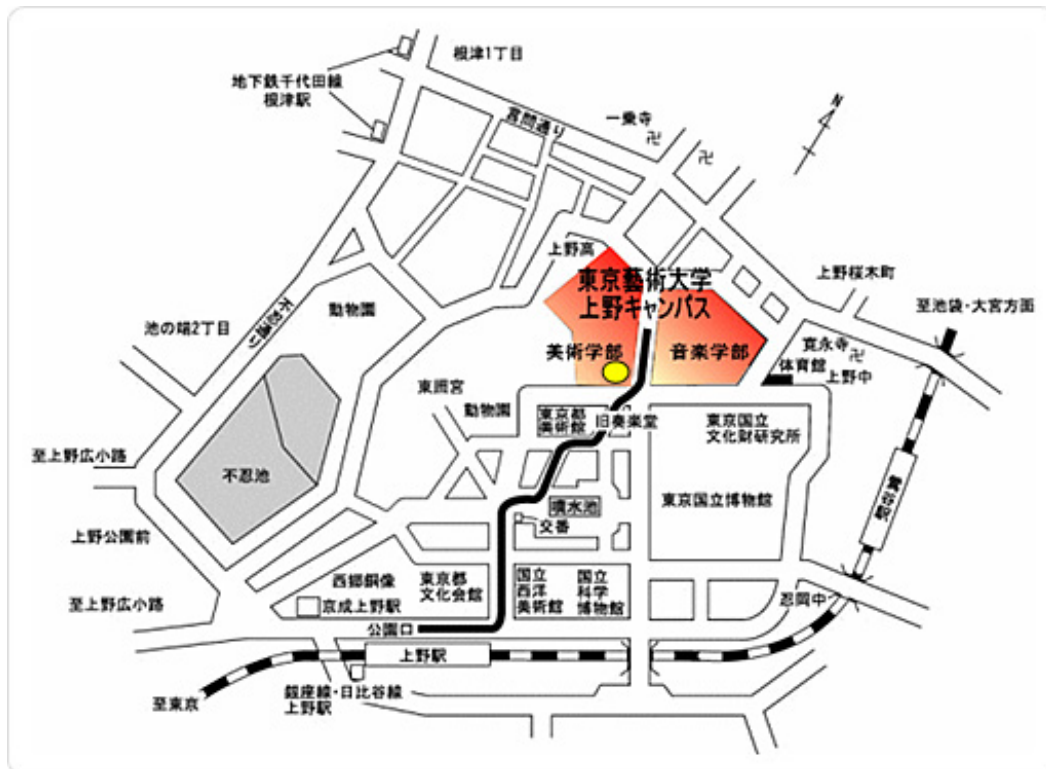 根津1丁目
地下鉄千代田線
根津駅
言問通り
一乗寺
卍
卍
N
上野高
東京藝術大学
上野キャンパス
上野桜木町
至池袋・大宮方面
動物園
不忍通り
池の端2丁目
美術学部
音楽学部
寛永寺卍
体育館
上野中
東照宮
動物園
東京都
美術館
旧奏楽堂
東京国立
文化財研究所
至上野広小路
不忍池
噴水池
交番
東京国立博物館
鶯谷駅
上野公園前
西郷銅像
東京都
文化会館
国立
西洋
美術館
国立
科学
博物館
至上野広小路
京成上野駅
忍岡中
公園口
上野駅
銀座線・日比谷線
上野駅
至東京